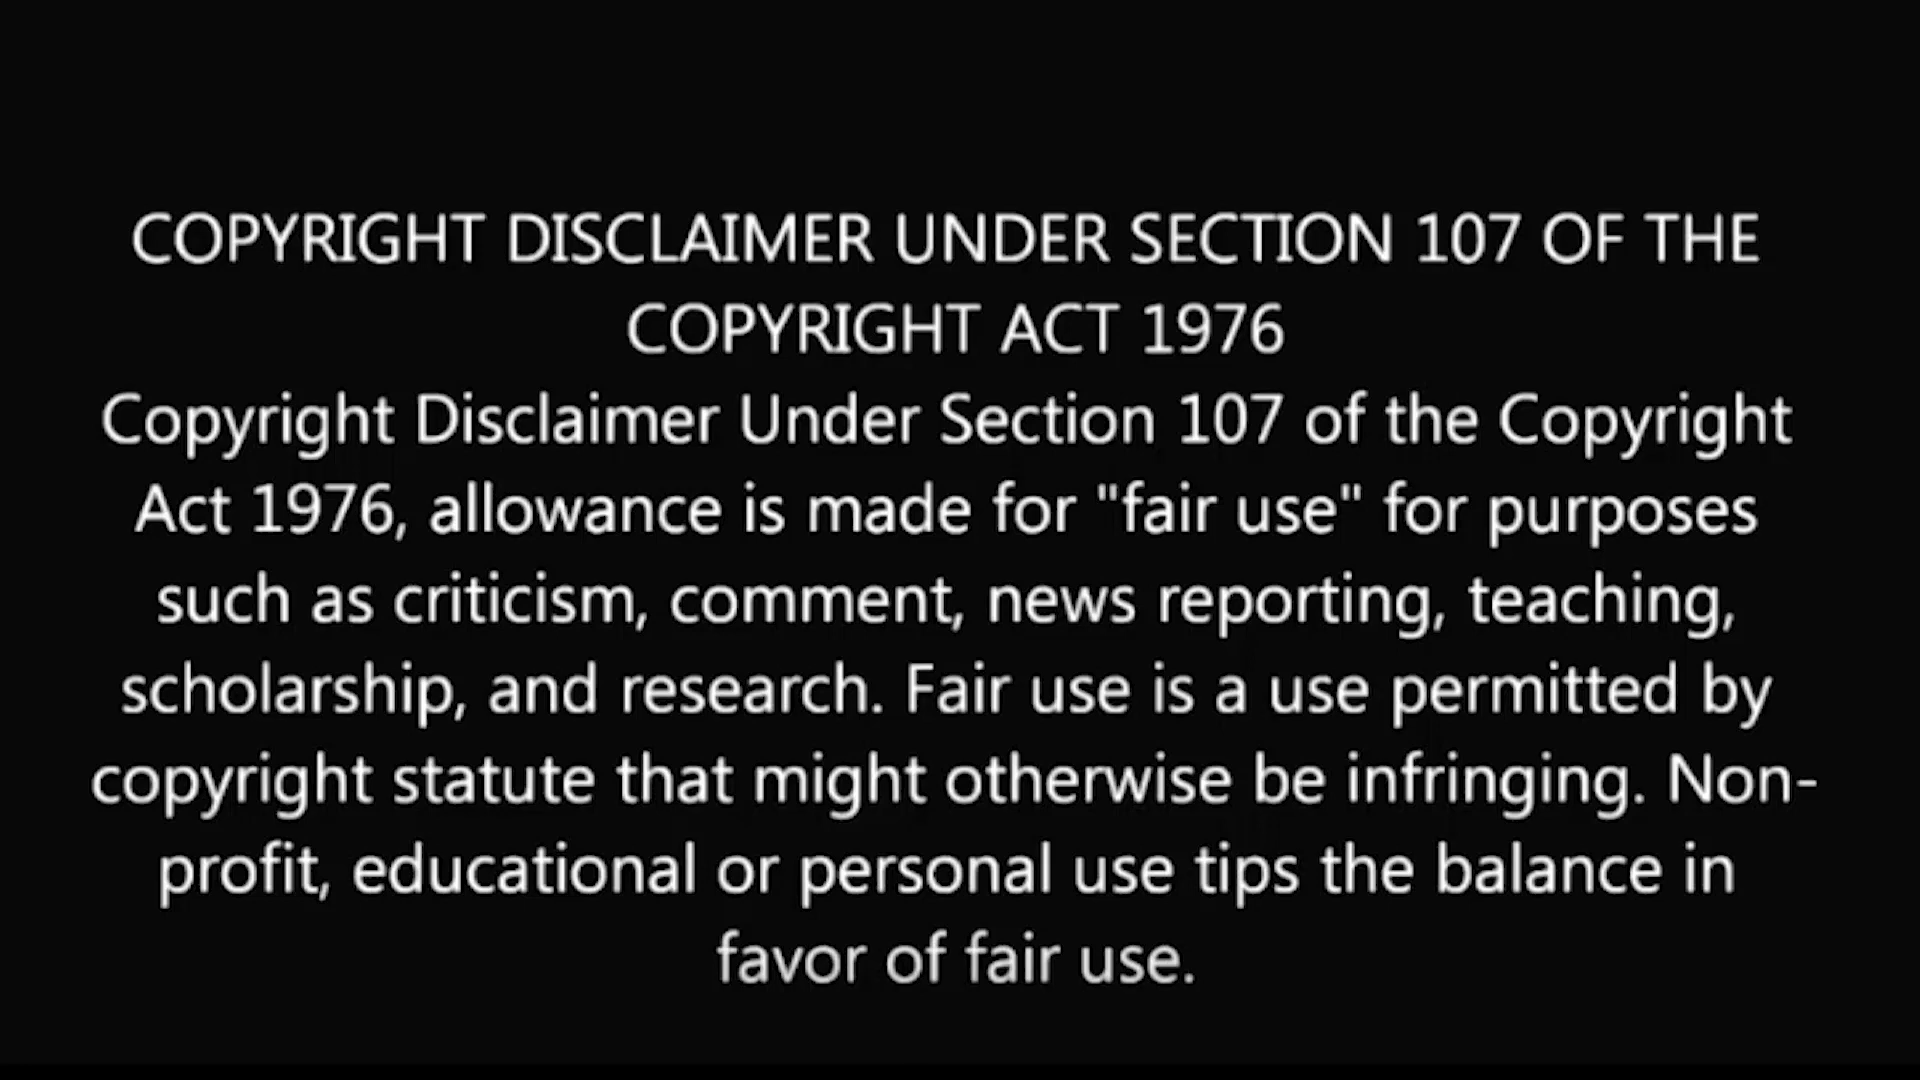 COPYRIGHT DISCLAIMER UNDER SECTION 107 OF THE
COPYRIGHT ACT 1976
Copyright Disclaimer Under Section 107 of the Copyright
Act 1976, allowance is made for "fair use" for purposes
such as criticism, comment, news reporting, teaching,
scholarship, and research. Fair use is a use permitted by
copyright statute that might otherwise be infringing. Non-
profit, educational or personal use tips the balance in
favor of fair use.